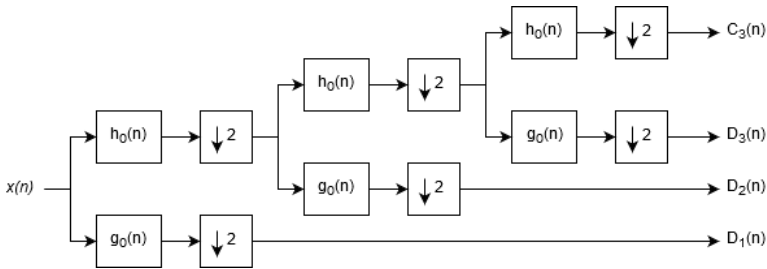 h₀(n) ↓2 C₃(n)
h₀(n) ↓2
h₀(n) ↓2 g₀(n) ↓2 D₃(n)
x(n) g₀(n) ↓2 D₂(n)
g₀(n) ↓2 D₁(n)